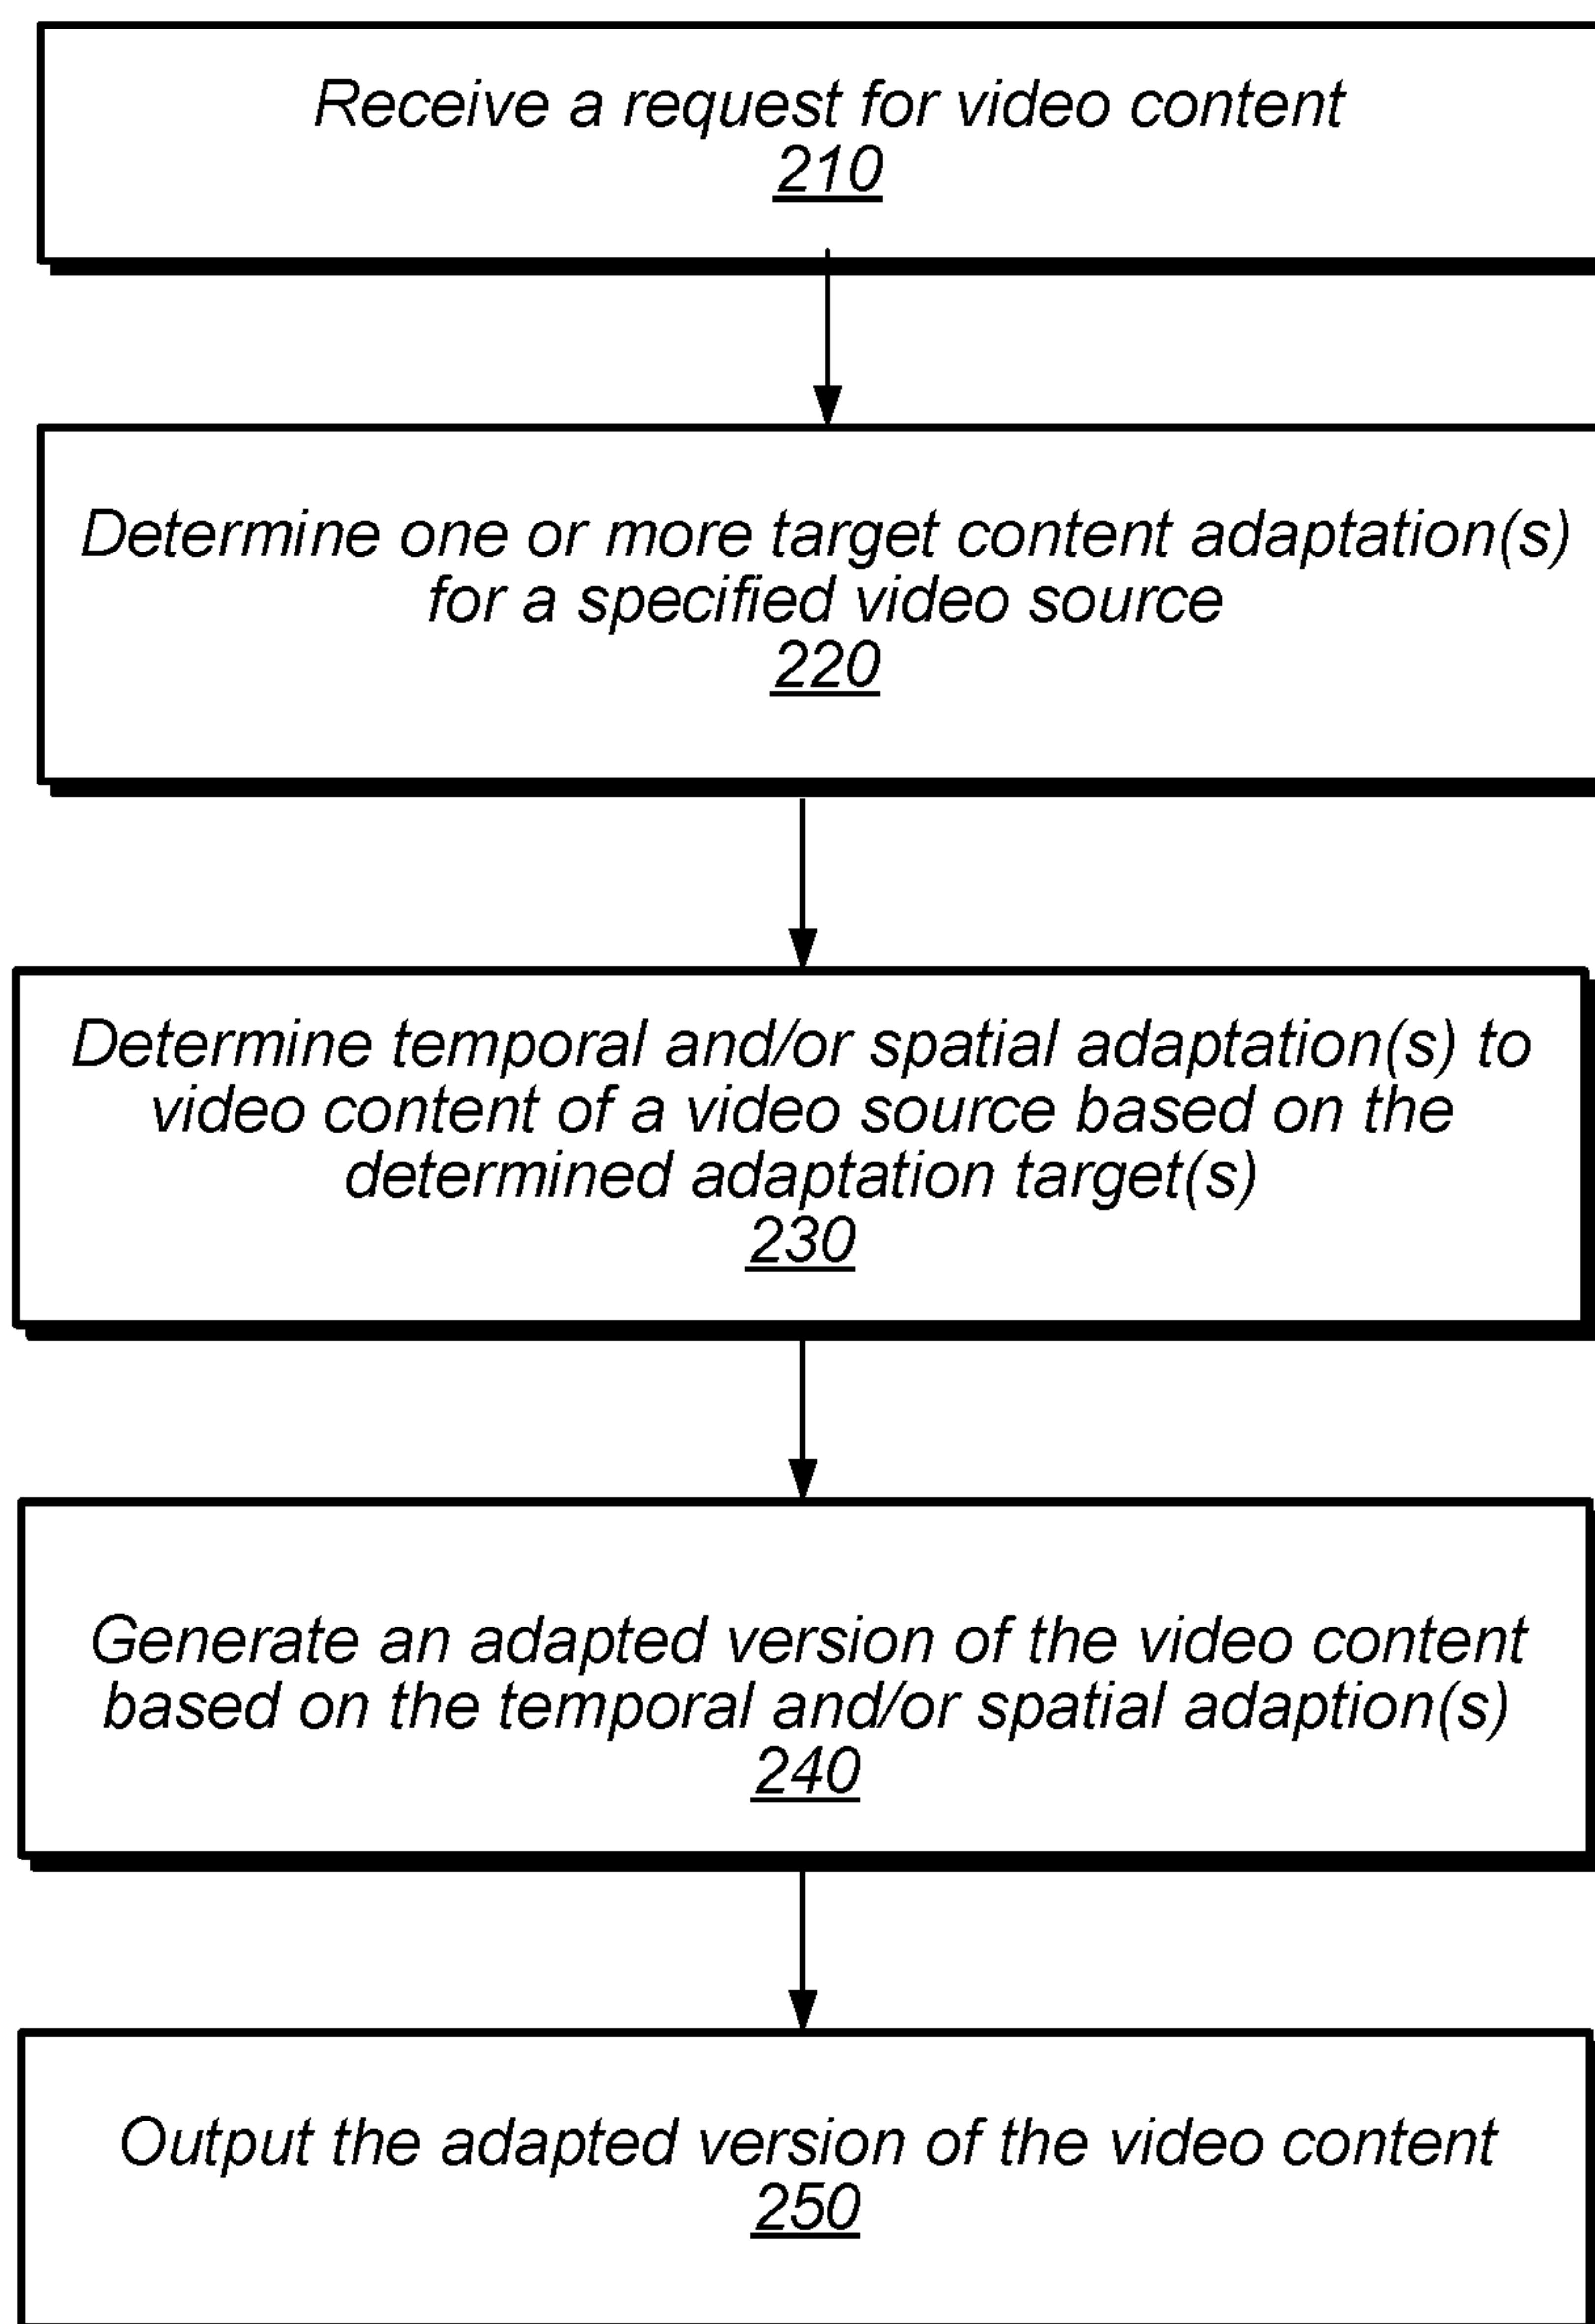 Receive a request for video content
210
Determine one or more target content adaptation(s)
for a specified video source
220
Determine temporal and/or spatial adaptation(s) to
video content of a video source based on the
determined adaptation target(s)
230
Generate an adapted version of the video content
based on the temporal and/or spatial adaption(s)
240
Output the adapted version of the video content
250